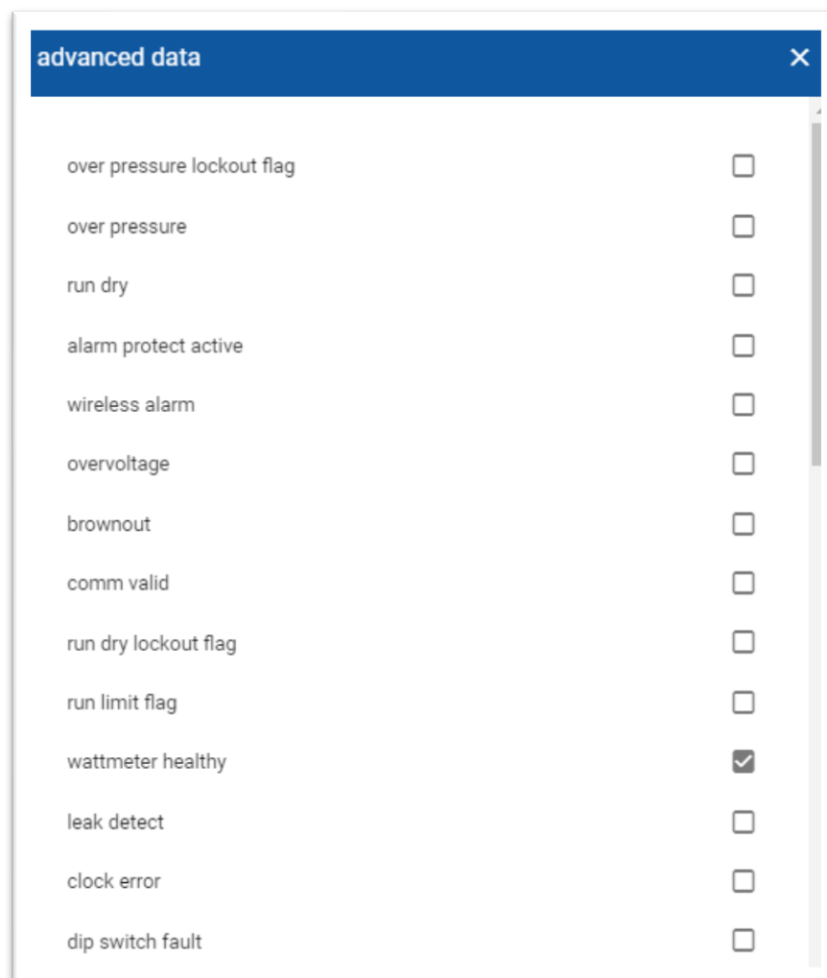 advanced data
over pressure lockout flag
over pressure
run dry
alarm protect active
wireless alarm
overvoltage
brownout
comm valid
run dry lockout flag
run limit flag
wattmeter healthy
leak detect
clock error
dip switch fault